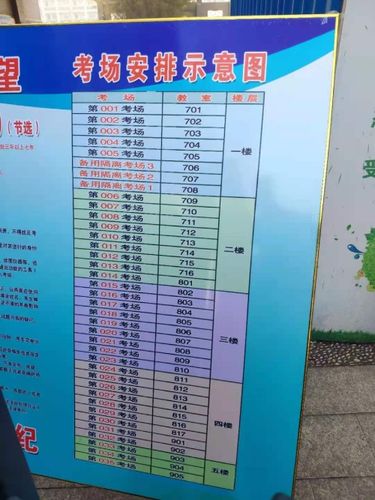 望
考场安排示意图
（节选）
考场 教室 楼层
第001考场 701
第002考场 702
第003考场 703
第004考场 704
第005考场 705 一楼
备用隔离考场3 706
备用隔离考场2 707
备用隔离考场1 708
第006考场 709
第007考场 710
第008考场 711
第009考场 712
第010考场 713 二楼
第011考场 714
第012考场 715
第013考场 716
第014考场 801
第015考场 802
第016考场 803
第017考场 804
第018考场 805
第019考场 806 三楼
第020考场 807
第021考场 808
第022考场 809
第023考场 810
第024考场 811
第025考场 812
第026考场 813
第027考场 814
第028考场 815 四楼
第029考场 816
第030考场 817
第031考场 901
第032考场 902
第033考场 903
第034考场 904 五楼
第035考场 905
纪
受